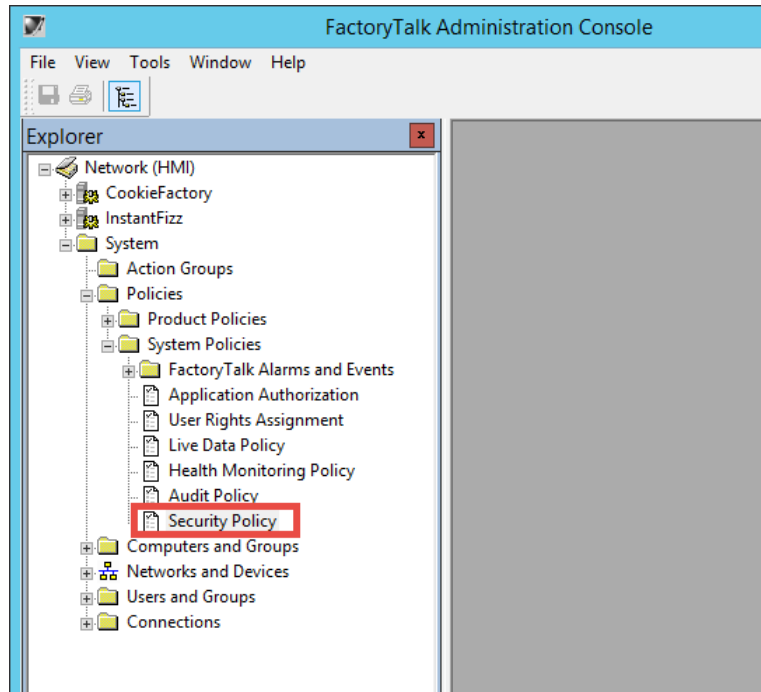 FactoryTalk Administration Console
File View Tools Window Help
Explorer x
Network (HMI)
CookieFactory
InstantFizz
System
Action Groups
Policies
Product Policies
System Policies
FactoryTalk Alarms and Events
Application Authorization
User Rights Assignment
Live Data Policy
Health Monitoring Policy
Audit Policy
Security Policy
Computers and Groups
Networks and Devices
Users and Groups
Connections